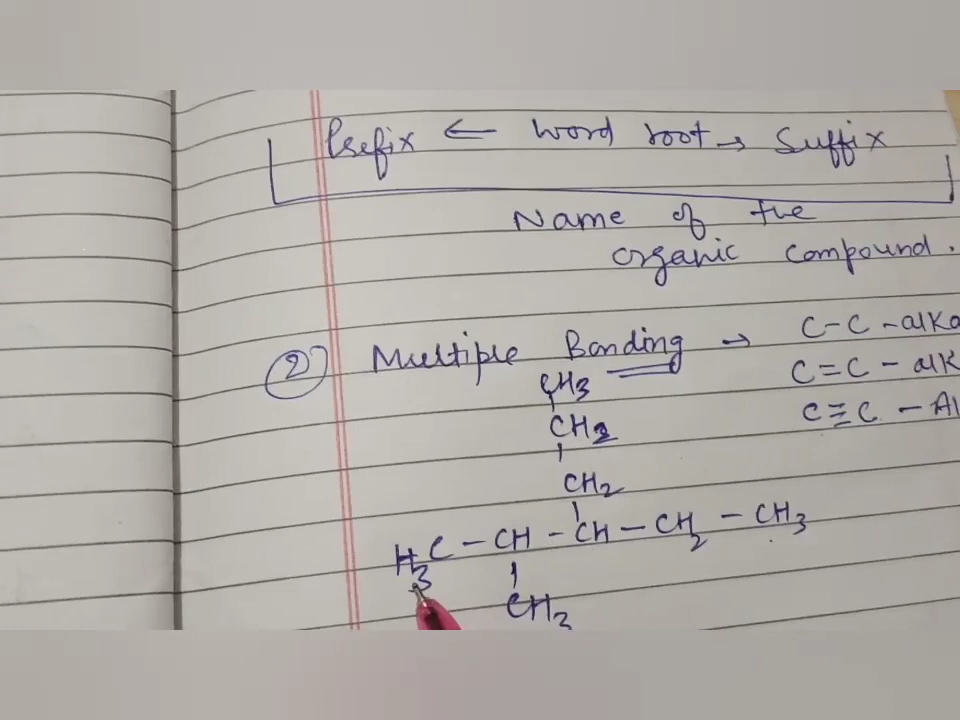 Prefix ← word root → Suffix
Name of the
organic compound.
② Multiple Bonding → C-C - alka
C=C - alk
C≡C - Al
CH3
CH2
CH2
H3C - CH - CH - CH2 - CH3
CH3